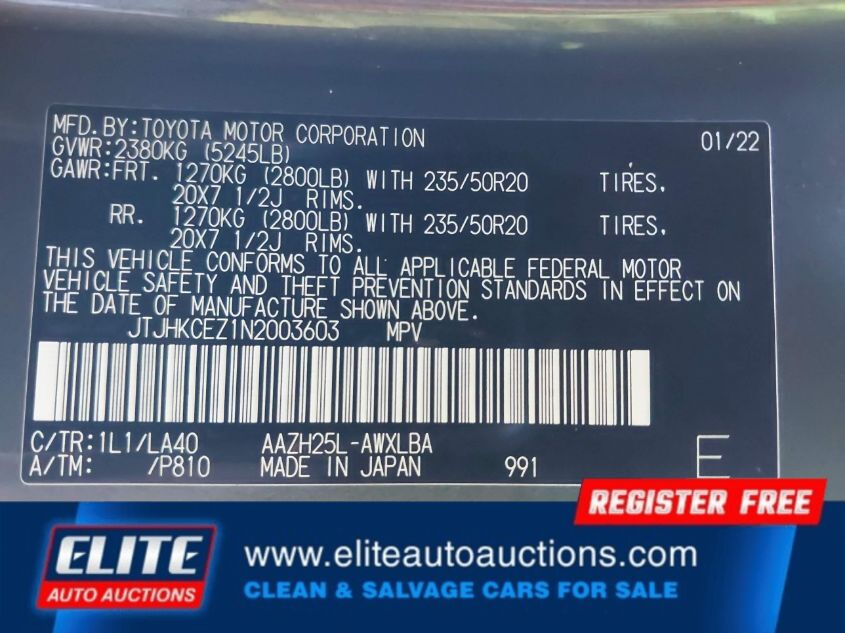 MFD.BY:TOYOTA MOTOR CORPORATION 01/22
GVWR:2380KG (5245LB)
GAWR:FRT. 1270KG (2800LB) WITH 235/50R20 TIRES,
20X7 1/2J RIMS.
RR. 1270KG (2800LB) WITH 235/50R20 TIRES,
20X7 1/2J RIMS.
THIS VEHICLE CONFORMS TO ALL APPLICABLE FEDERAL MOTOR
VEHICLE SAFETY AND THEFT PREVENTION STANDARDS IN EFFECT ON
THE DATE OF MANUFACTURE SHOWN ABOVE.
JTJHKCEZ1N2003603 MPV
C/TR:1L1/LA40 AAZH25L-AWXLBA
A/TM: /P810 MADE IN JAPAN 991 E
REGISTER FREE
ELITE
AUTO AUCTIONS
www.eliteautoauctions.com
CLEAN & SALVAGE CARS FOR SALE